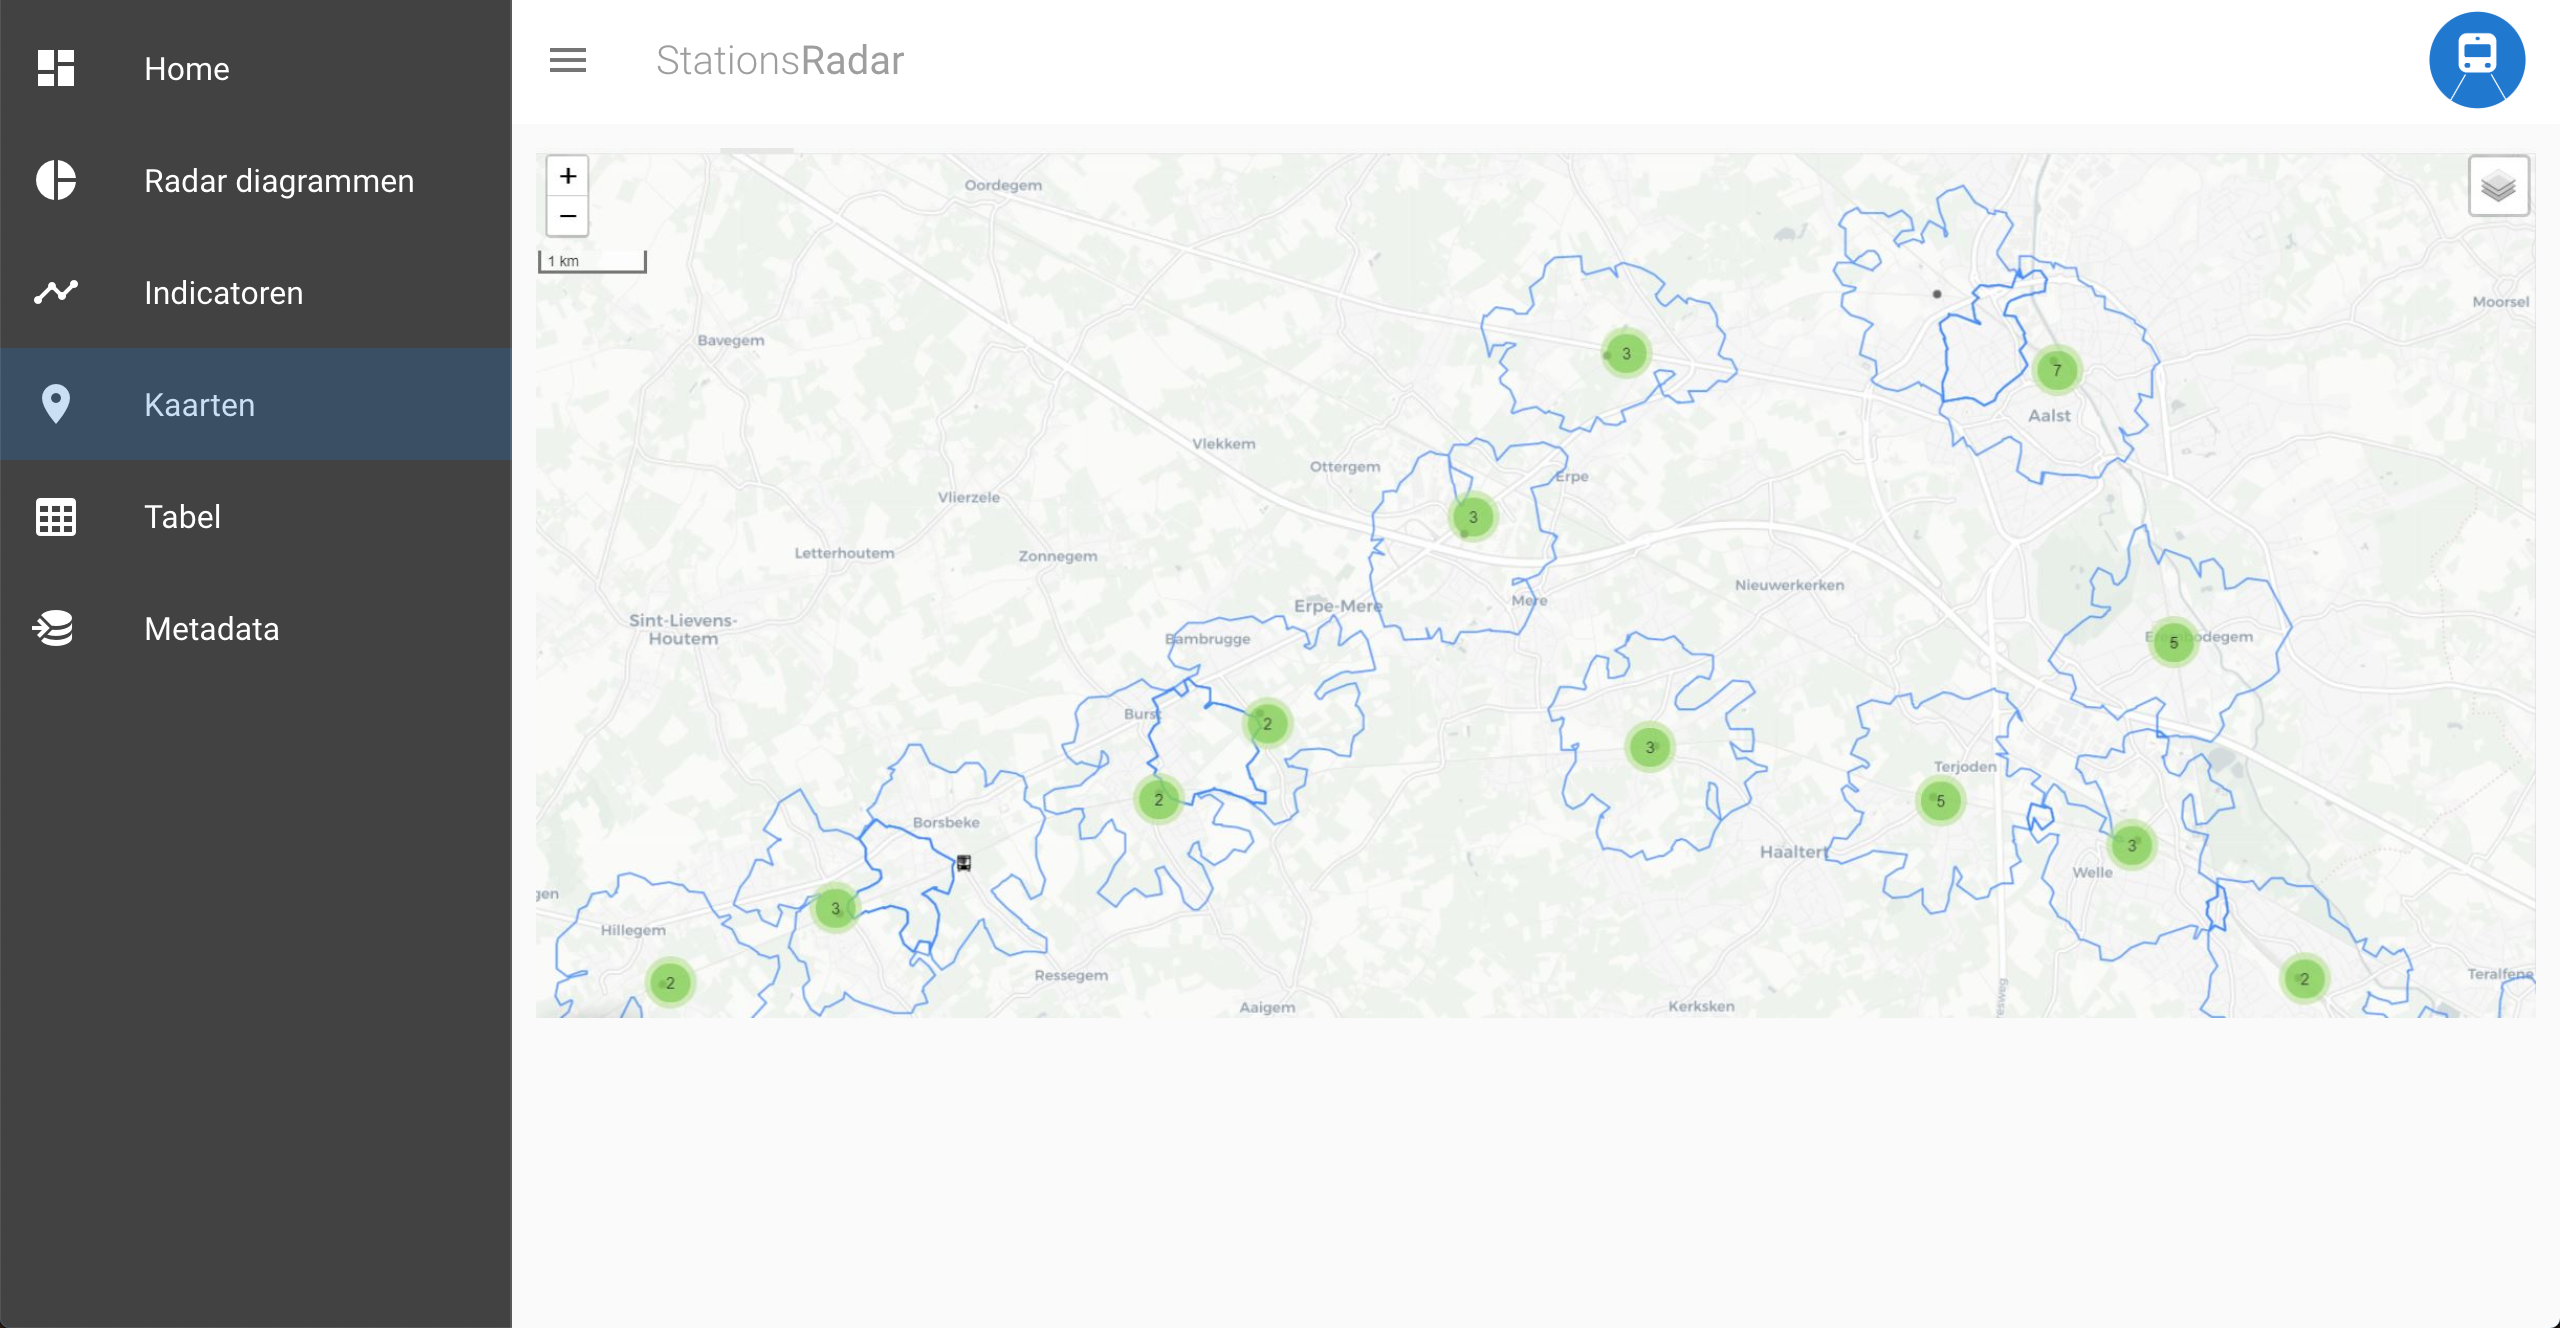 Home
Radar diagrammen
Indicatoren
Kaarten
Tabel
Metadata
StationsRadar
+
−
1 km
Oordegem
Moorsel
Bavegem
3
7
Aalst
Vlekkem
Ottergem
Erpe
Vlierzele
3
Letterhoutem
Zonnegem
Nieuwerkerken
Erpe-Mere
Mere
Sint-Lievens-
Houtem
Bambrugge
5
Burst
2
3
Terjoden
2
5
Borsbeke
3
Haaltert
Welle
gen
3
Hillegem
2
Ressegem
2
Teralfene
Aaigem
Kerksken
esweg